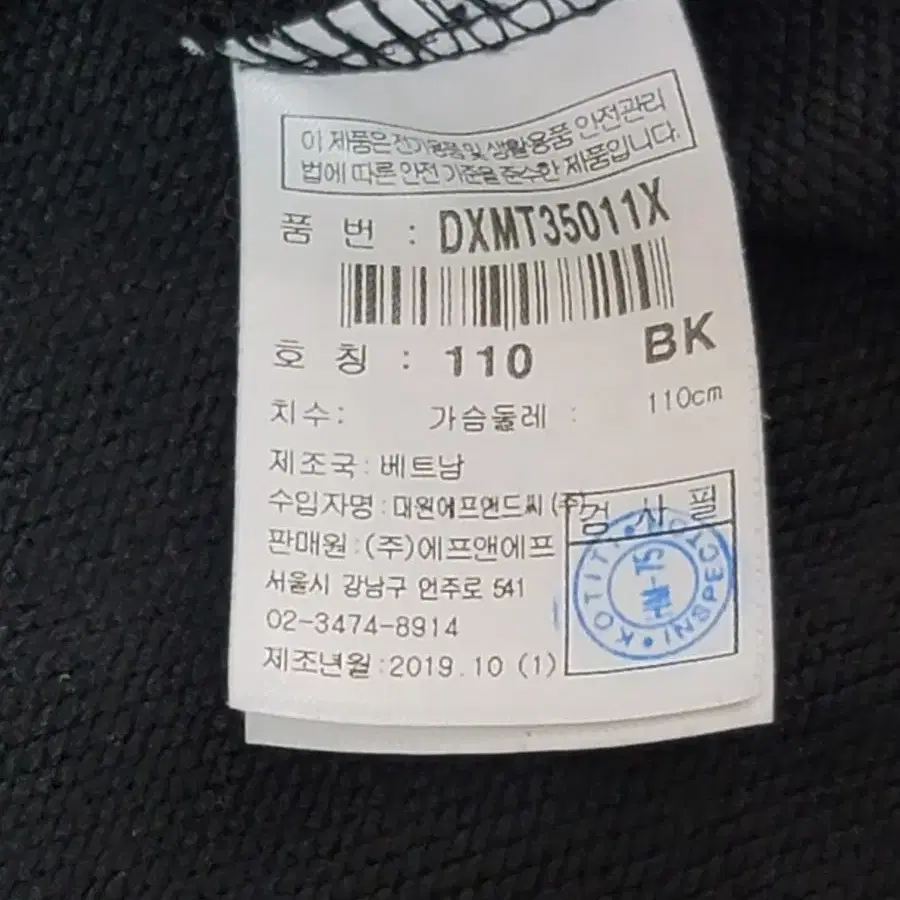 이 제품은 전기용품 및 생활용품 안전관리
법에 따른 안전 기준을 준수한 제품입니다.
품 번 : DXMT35011X
호 칭 : 110 BK
치수: 가슴둘레 : 110cm
제조국:베트남
수입자명:대원에프앤드씨(주)
판매원:(주)에프앤에프
서울시 강남구 언주로 541
02-3474-8914
제조년월:2019.10 (1)
검 사 필
KOTITI • INSPECT